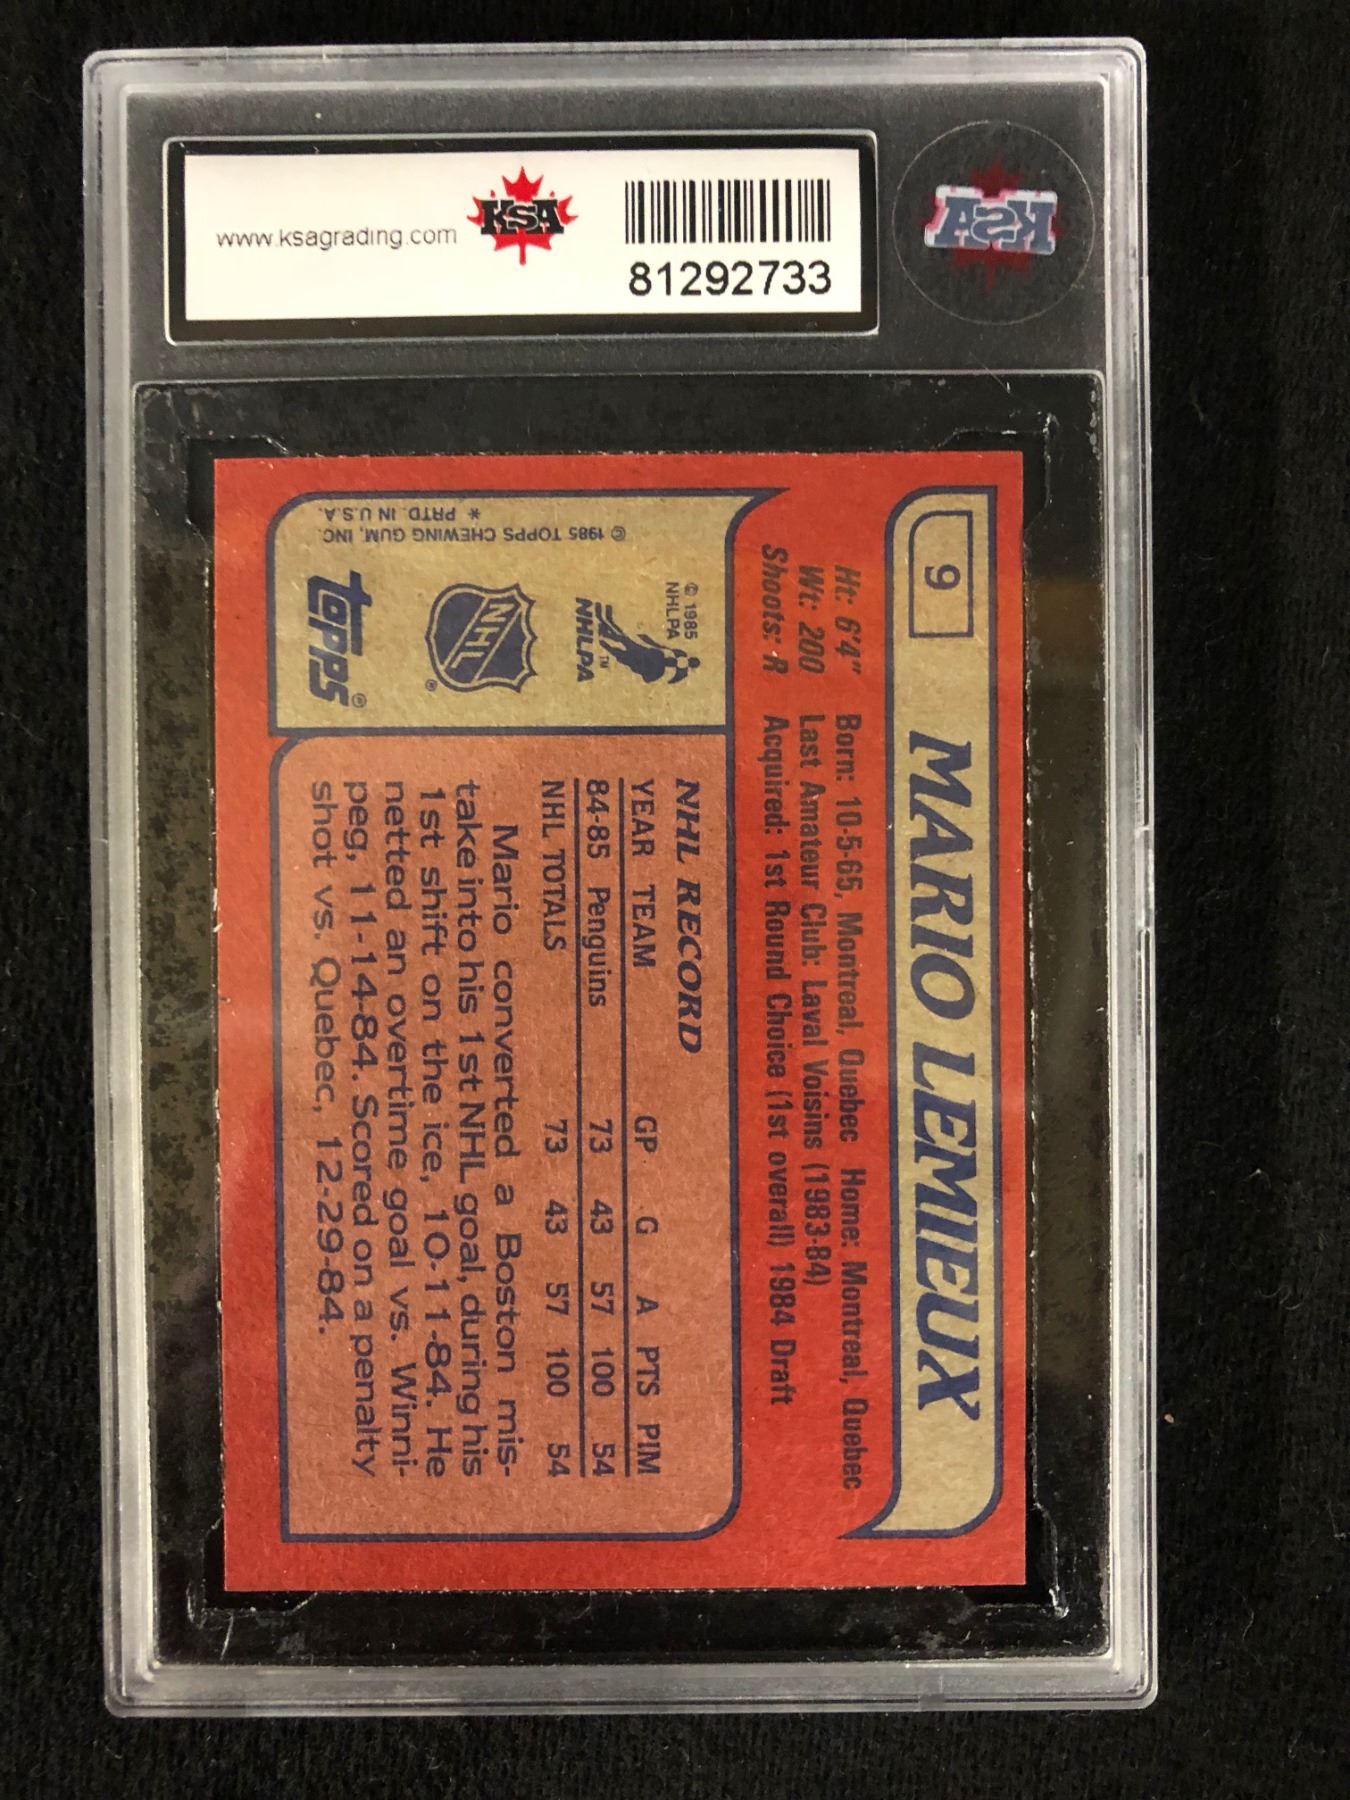 www.ksagrading.com
KSA
81292733
KSA
9
MARIO LEMIEUX
Ht: 6'4" Born: 10-5-65, Montreal, Quebec Home: Montreal, Quebec
Wt: 200 Last Amateur Club: Laval Voisins (1983-84)
Shoots: R Acquired: 1st Round Choice (1st overall) 1984 Draft
© 1985
NHLPA
NHLPA™
NHL®
TOPPS®
© 1985 TOPPS CHEWING GUM, INC.
* PRTD. IN U.S.A.
NHL RECORD
YEAR TEAM GP G A PTS PIM
84-85 Penguins 73 43 57 100 54
NHL TOTALS 73 43 57 100 54
Mario converted a Boston mis-
take into his 1st NHL goal, during his
1st shift on the ice, 10-11-84. He
netted an overtime goal vs. Winni-
peg, 11-14-84. Scored on a penalty
shot vs. Quebec, 12-29-84.